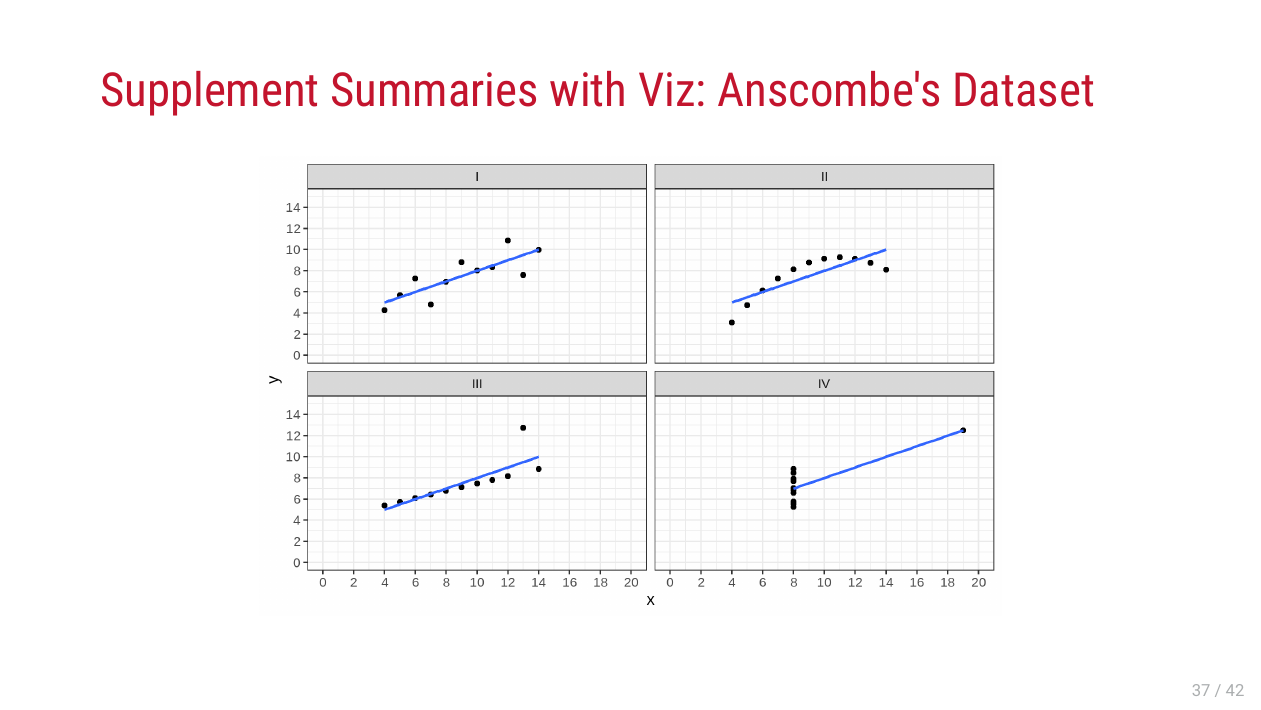 Supplement Summaries with Viz: Anscombe's Dataset
I
II
14
12
10
8
6
4
2
0
y
III
IV
14
12
10
8
6
4
2
0
0 2 4 6 8 10 12 14 16 18 20
0 2 4 6 8 10 12 14 16 18 20
x
37 / 42